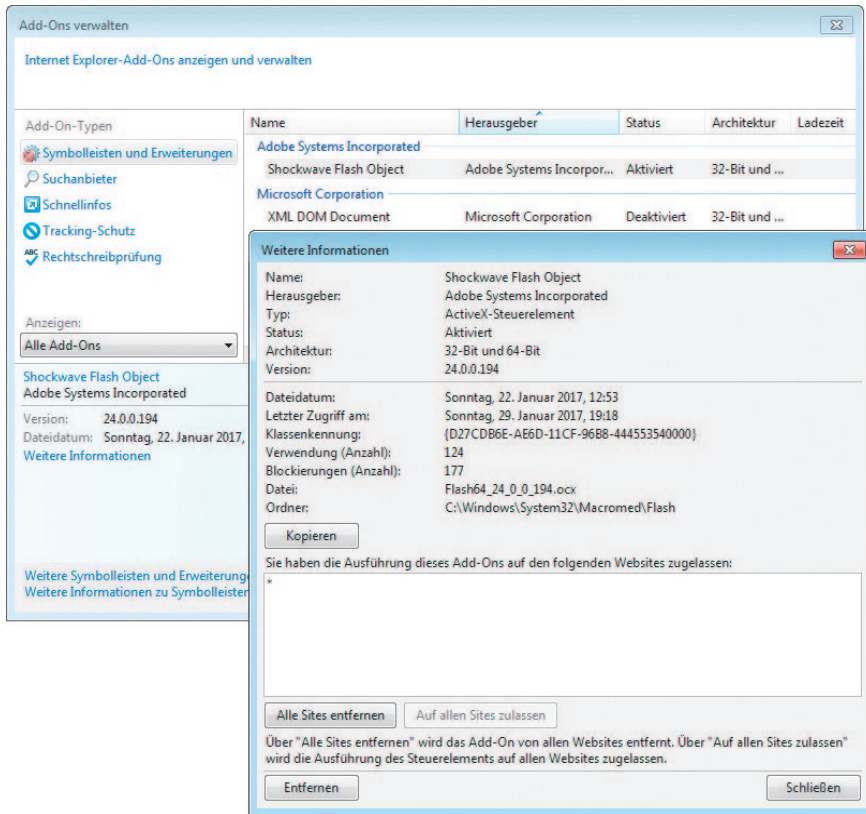 Add-Ons verwalten
Internet Explorer-Add-Ons anzeigen und verwalten
Add-On-Typen
Symbolleisten und Erweiterungen
Suchanbieter
Schnellinfos
Tracking-Schutz
ABC
Rechtschreibprüfung
Anzeigen:
Alle Add-Ons
Name Herausgeber Status Architektur Ladezeit
Adobe Systems Incorporated
Shockwave Flash Object Adobe Systems Incorpor... Aktiviert 32-Bit und ...
Microsoft Corporation
XML DOM Document Microsoft Corporation Deaktiviert 32-Bit und ...
Shockwave Flash Object
Adobe Systems Incorporated
Version: 24.0.0.194
Dateidatum: Sonntag, 22. Januar 2017,
Weitere Informationen
Weitere Symbolleisten und Erweiterung
Weitere Informationen zu Symbolleisten
Weitere Informationen
Name: Shockwave Flash Object
Herausgeber: Adobe Systems Incorporated
Typ: ActiveX-Steuerelement
Status: Aktiviert
Architektur: 32-Bit und 64-Bit
Version: 24.0.0.194
Dateidatum: Sonntag, 22. Januar 2017, 12:53
Letzter Zugriff am: Sonntag, 29. Januar 2017, 19:18
Klassenkennung: {D27CDB6E-AE6D-11CF-96B8-444553540000}
Verwendung (Anzahl): 124
Blockierungen (Anzahl): 177
Datei: Flash64_24_0_0_194.ocx
Ordner: C:\Windows\System32\Macromed\Flash
Kopieren
Sie haben die Ausführung dieses Add-Ons auf den folgenden Websites zugelassen:
*
Alle Sites entfernen Auf allen Sites zulassen
Über "Alle Sites entfernen" wird das Add-On von allen Websites entfernt. Über "Auf allen Sites zulassen"
wird die Ausführung des Steuerelements auf allen Websites zugelassen.
Entfernen Schließen